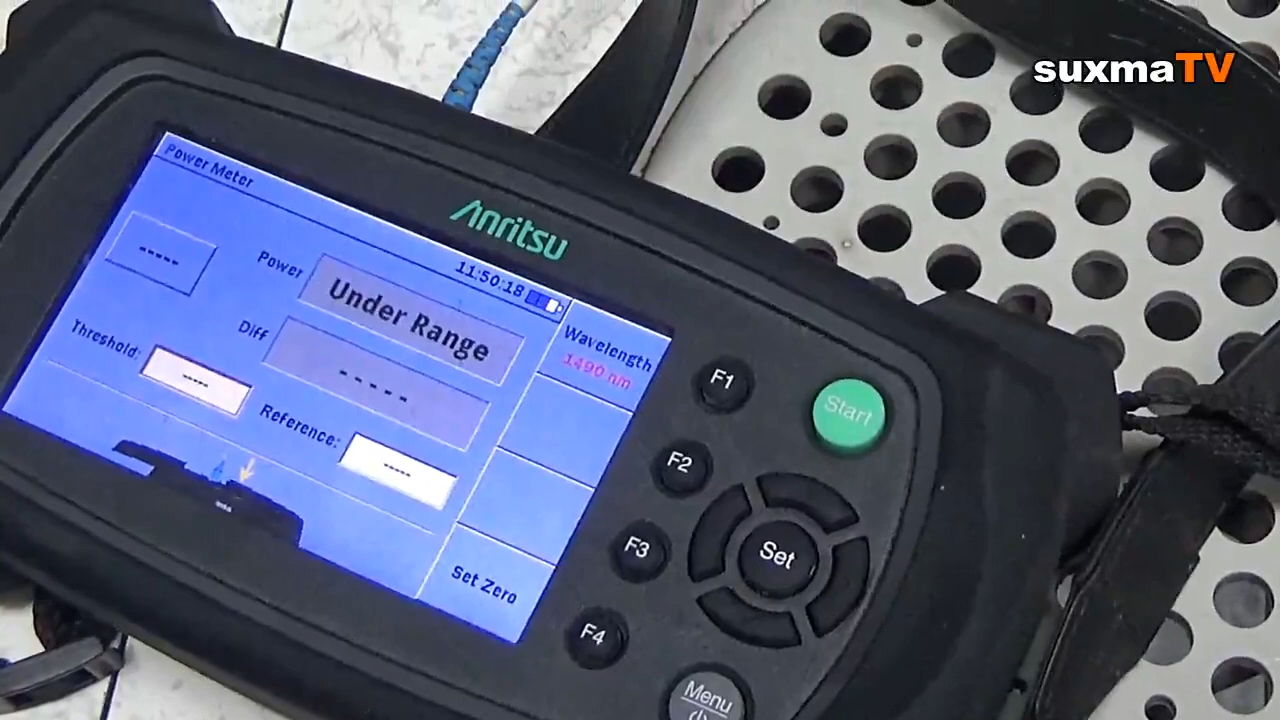 suxmaTV
Anritsu
Power Meter
11:50:18
-----
Power
Under Range
Diff
-----
Threshold:
----
Reference:
----
Wavelength
1490 nm
Set Zero
F1
F2
F3
F4
Start
Set
Menu